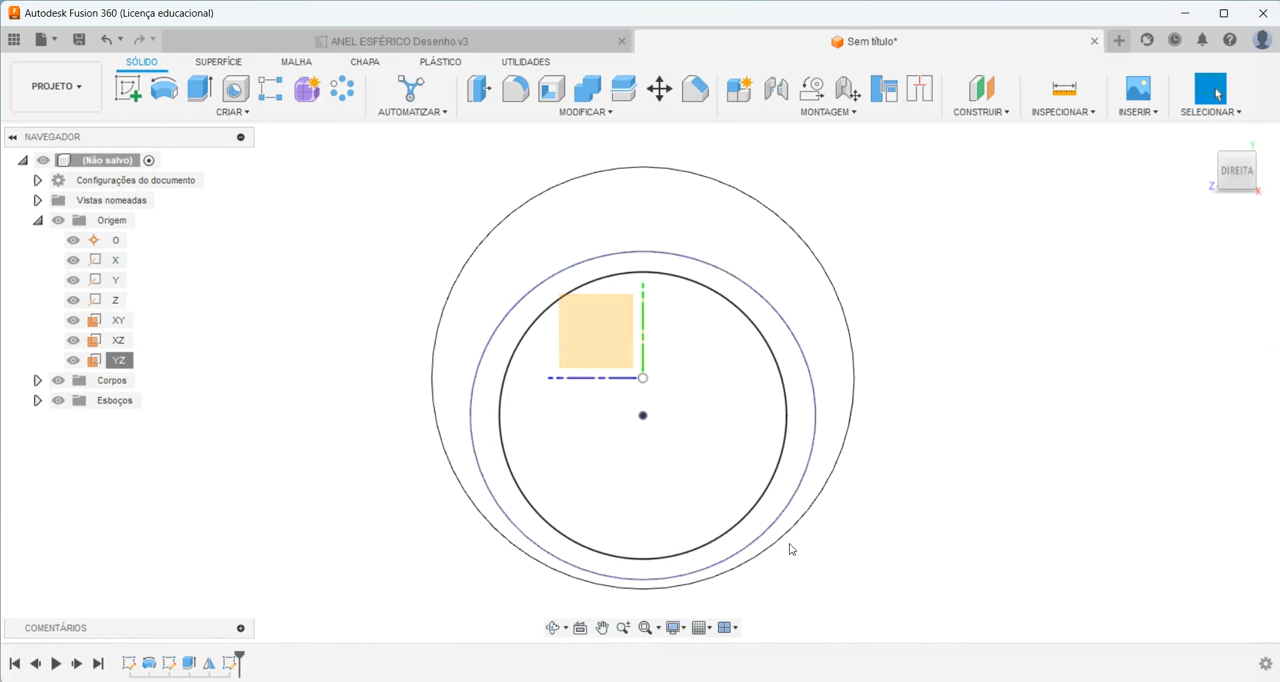 Autodesk Fusion 360 (Licença educacional)
ANEL ESFÉRICO Desenho v3
Sem título*
SÓLIDO SUPERFÍCIE MALHA CHAPA PLÁSTICO UTILIDADES
PROJETO
CRIAR AUTOMATIZAR MODIFICAR MONTAGEM CONSTRUIR INSPECIONAR INSERIR SELECIONAR
NAVEGADOR
(Não salvo)
Configurações do documento
Vistas nomeadas
Origem
O
X
Y
Z
XY
XZ
YZ
Corpos
Esboços
Y
DIREITA
Z
X
COMENTÁRIOS